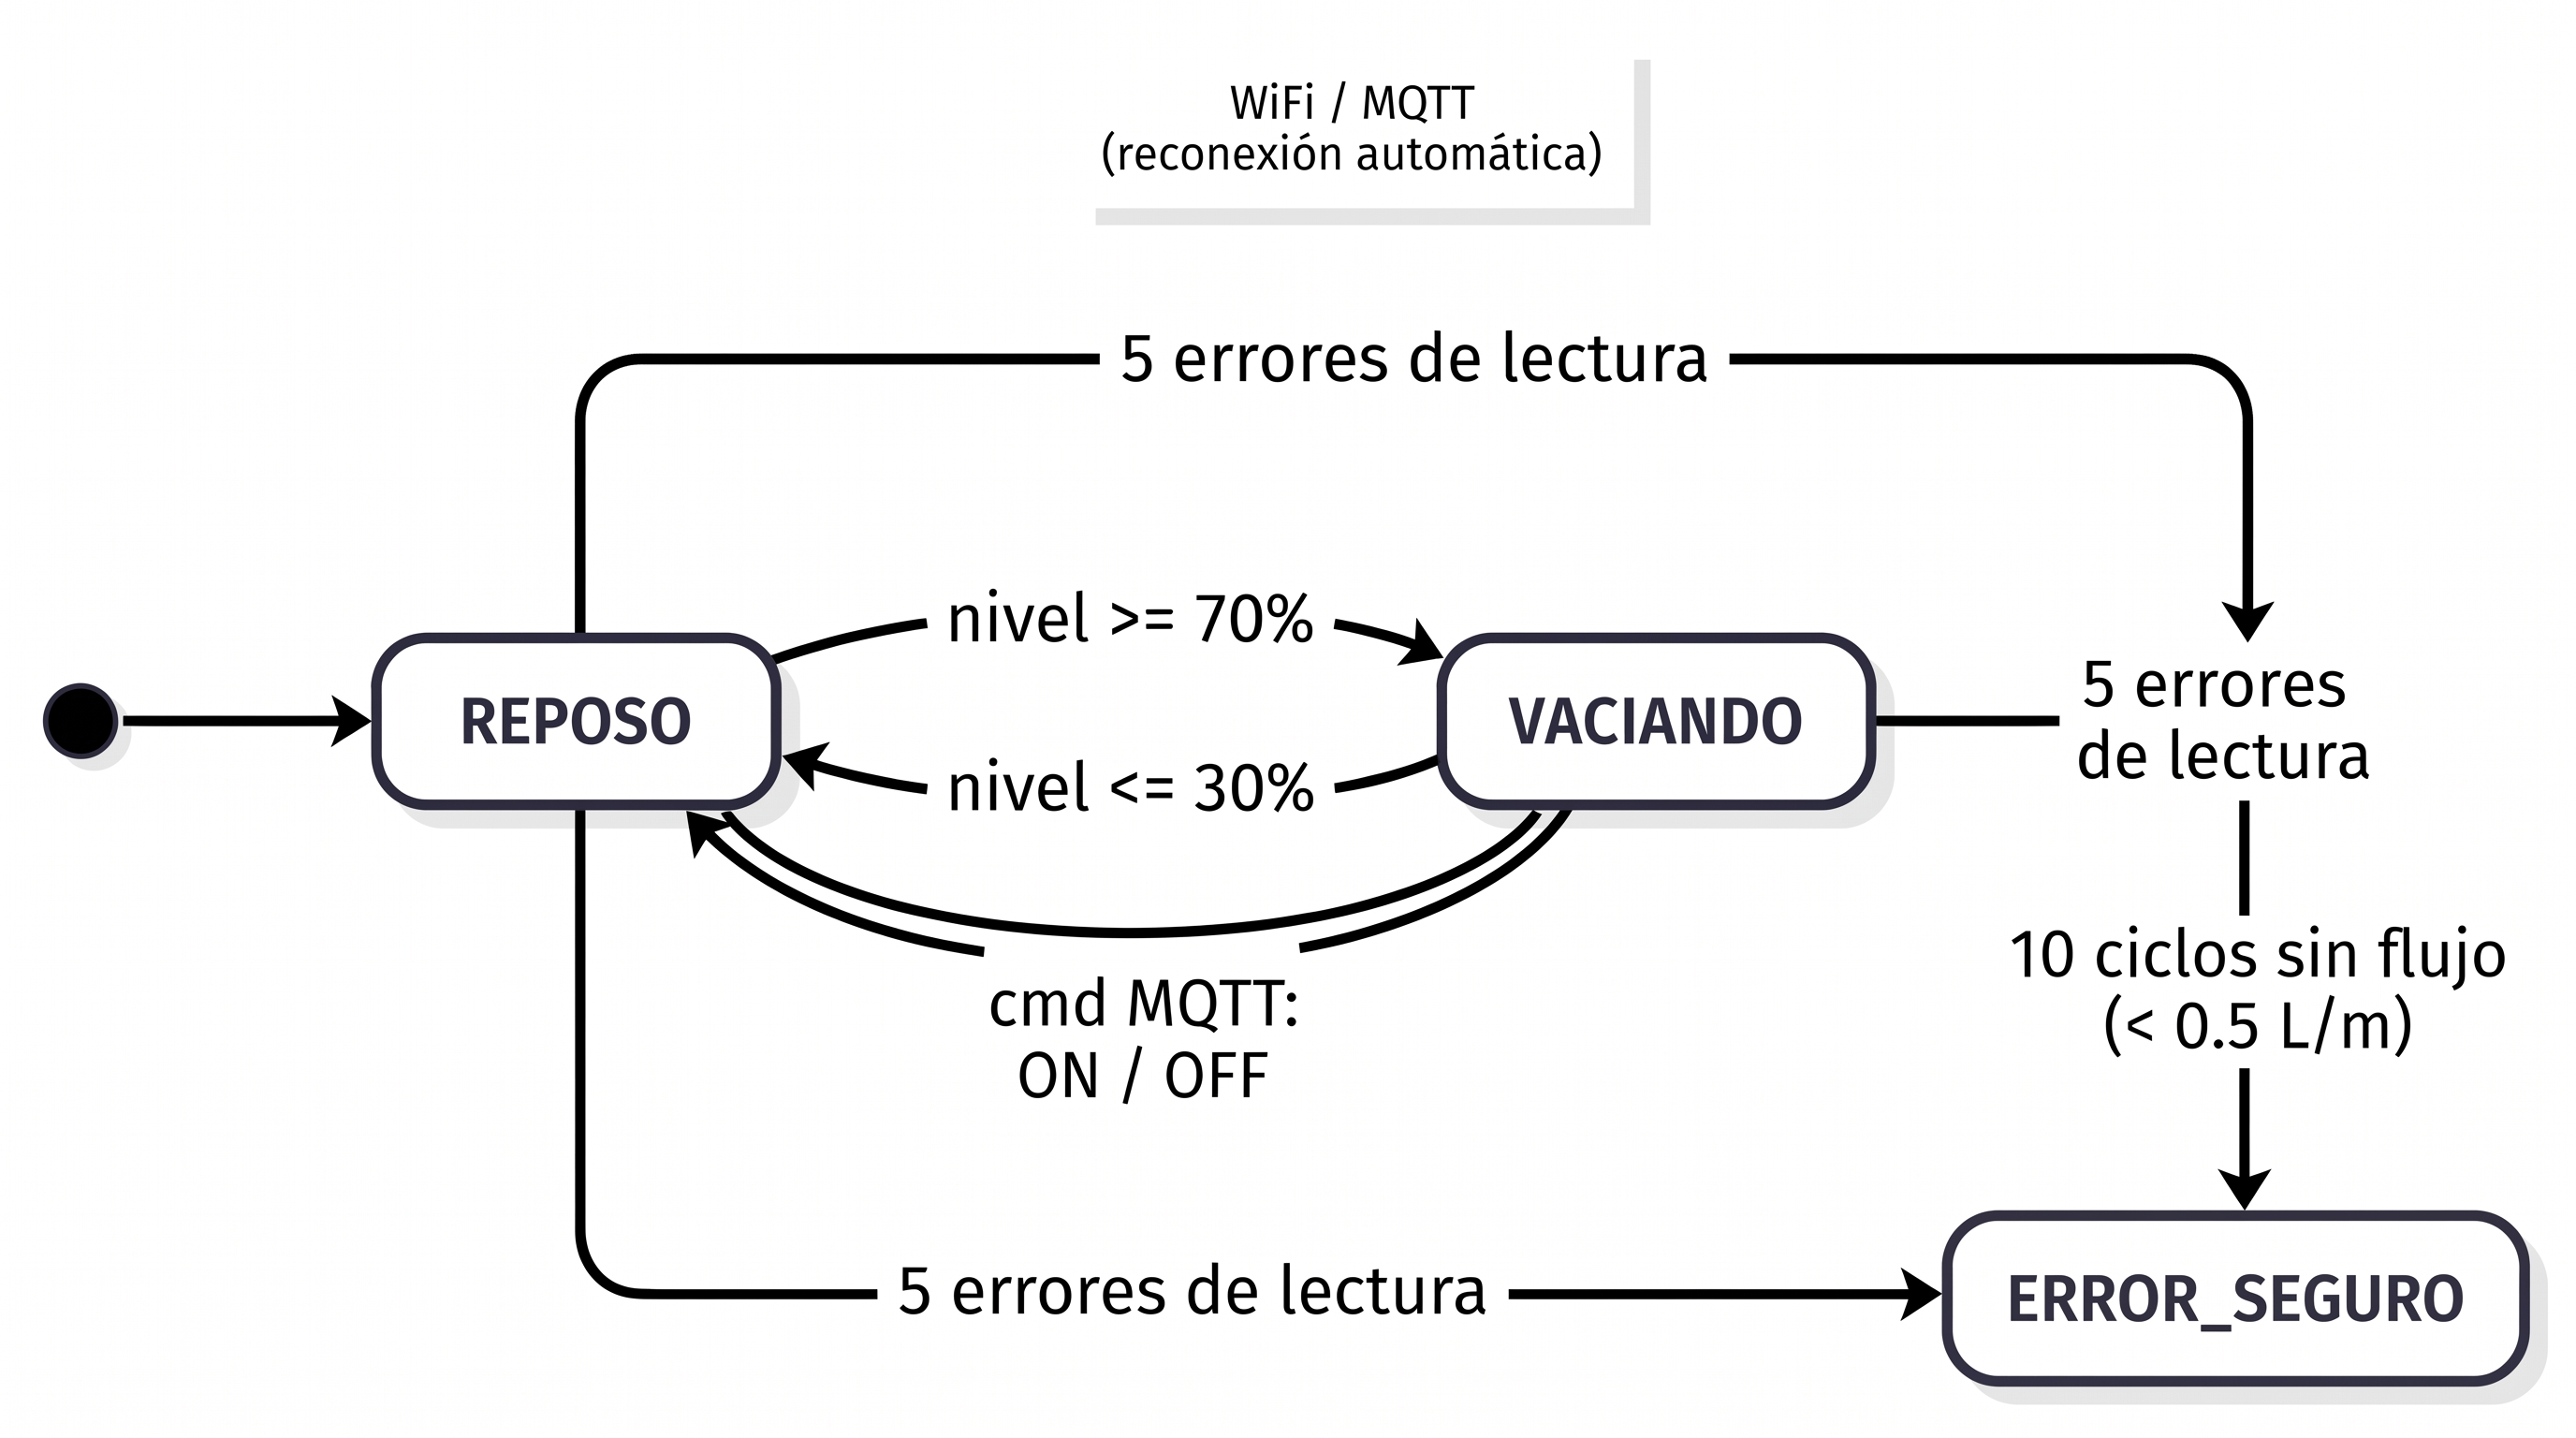 WiFi / MQTT
(reconexión automática)
5 errores de lectura
nivel >= 70%
REPOSO
VACIANDO
5 errores
de lectura
nivel <= 30%
10 ciclos sin flujo
(< 0.5 L/m)
cmd MQTT:
ON / OFF
5 errores de lectura
ERROR_SEGURO